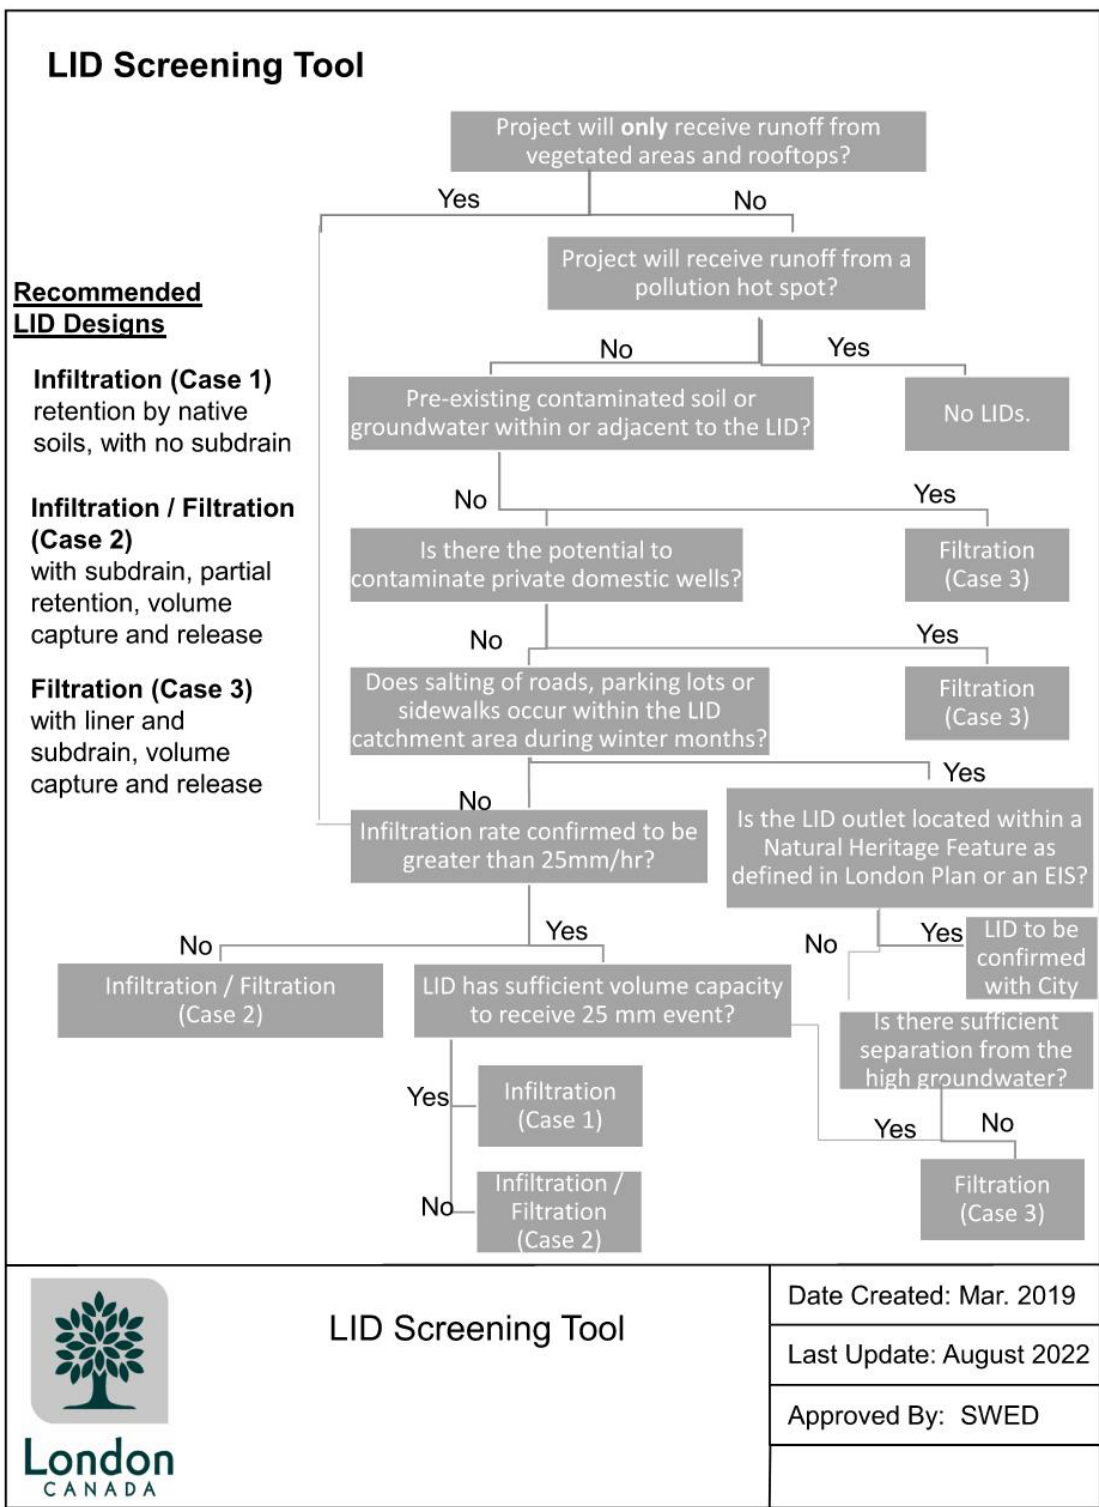 LID Screening Tool
Project will only receive runoff from
vegetated areas and rooftops?
Yes
No
Project will receive runoff from a
pollution hot spot?
Recommended
LID Designs
Infiltration (Case 1)
retention by native
soils, with no subdrain
Infiltration / Filtration
(Case 2)
with subdrain, partial
retention, volume
capture and release
Filtration (Case 3)
with liner and
subdrain, volume
capture and release
No
Yes
Pre-existing contaminated soil or
groundwater within or adjacent to the LID?
No LIDs.
No
Yes
Is there the potential to
contaminate private domestic wells?
Filtration
(Case 3)
No
Yes
Does salting of roads, parking lots or
sidewalks occur within the LID
catchment area during winter months?
Filtration
(Case 3)
No
Yes
Infiltration rate confirmed to be
greater than 25mm/hr?
Is the LID outlet located within a
Natural Heritage Feature as
defined in London Plan or an EIS?
No
Yes
No
Yes
LID to be
confirmed
with City
Infiltration / Filtration
(Case 2)
LID has sufficient volume capacity
to receive 25 mm event?
Is there sufficient
separation from the
high groundwater?
Yes
Infiltration
(Case 1)
Yes
No
No
Infiltration /
Filtration
(Case 2)
Filtration
(Case 3)
London
CANADA
LID Screening Tool
Date Created: Mar. 2019
Last Update: August 2022
Approved By: SWED